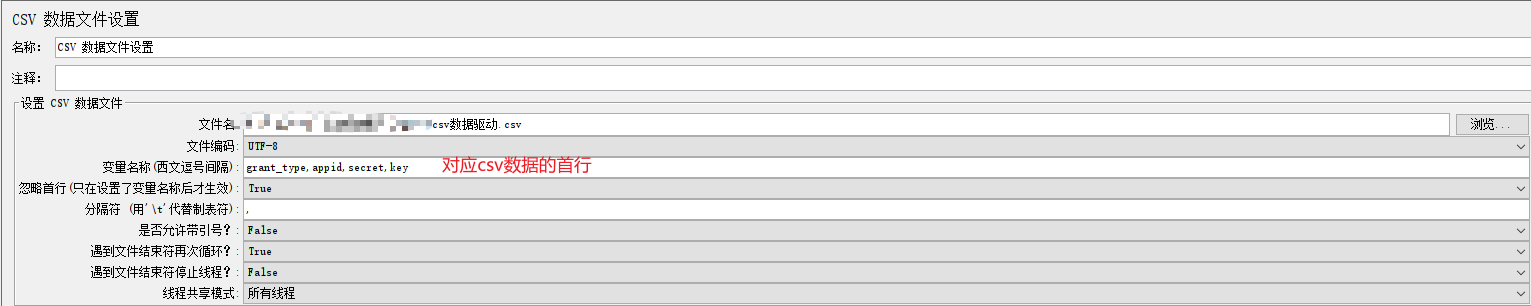 CSV 数据文件设置
名称: CSV 数据文件设置
注释:
设置 CSV 数据文件
文件名 csv数据驱动.csv 浏览...
文件编码: UTF-8
变量名称(西文逗号间隔): grant_type,appid,secret,key 对应csv数据的首行
忽略首行(只在设置了变量名称后才生效): True
分隔符 (用'\t'代替制表符): ,
是否允许带引号?: False
遇到文件结束符再次循环?: True
遇到文件结束符停止线程?: False
线程共享模式: 所有线程